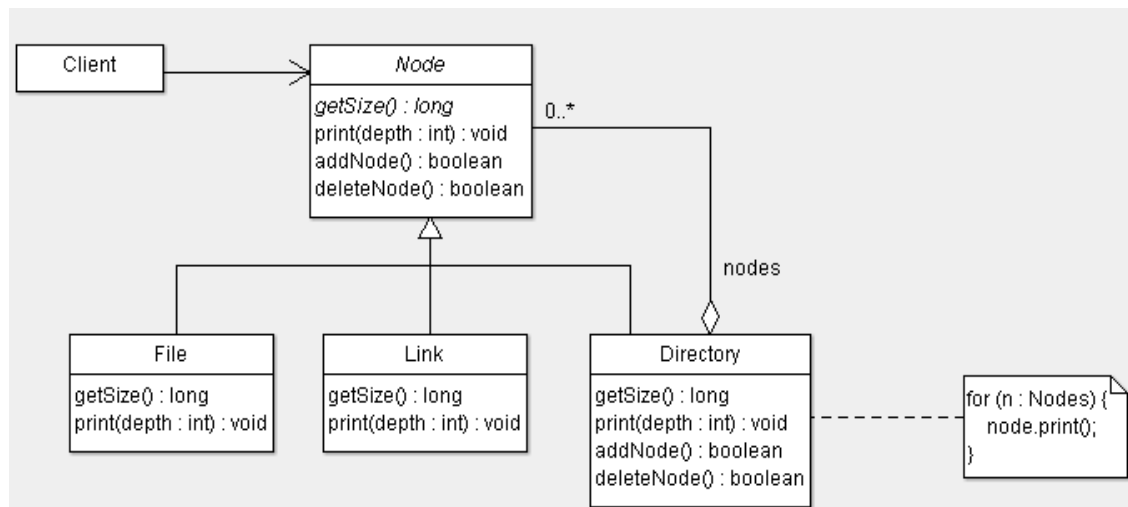 Client
Node
getSize() : long
print(depth : int) : void
addNode() : boolean
deleteNode() : boolean
0..*
nodes
File
getSize() : long
print(depth : int) : void
Link
getSize() : long
print(depth : int) : void
Directory
getSize() : long
print(depth : int) : void
addNode() : boolean
deleteNode() : boolean
for (n : Nodes) {
node.print();
}